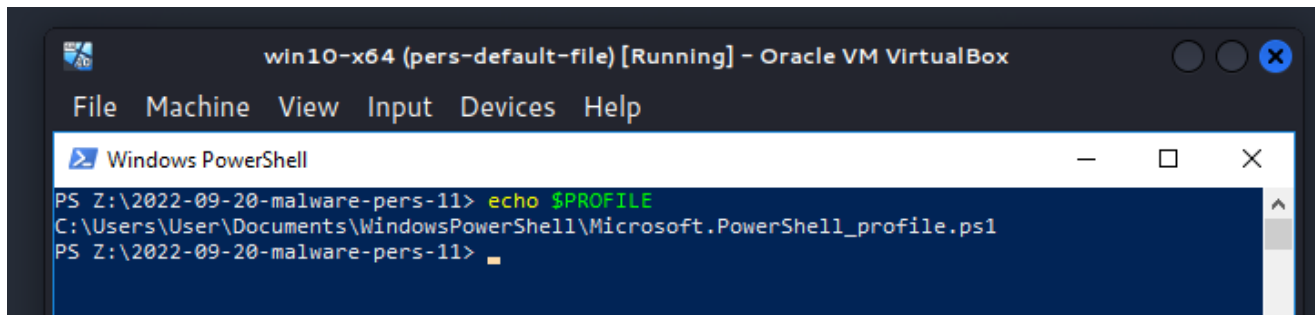 win10-x64 (pers-default-file) [Running] - Oracle VM VirtualBox
File Machine View Input Devices Help
Windows PowerShell
PS Z:\2022-09-20-malware-pers-11> echo $PROFILE
C:\Users\User\Documents\WindowsPowerShell\Microsoft.PowerShell_profile.ps1
PS Z:\2022-09-20-malware-pers-11>